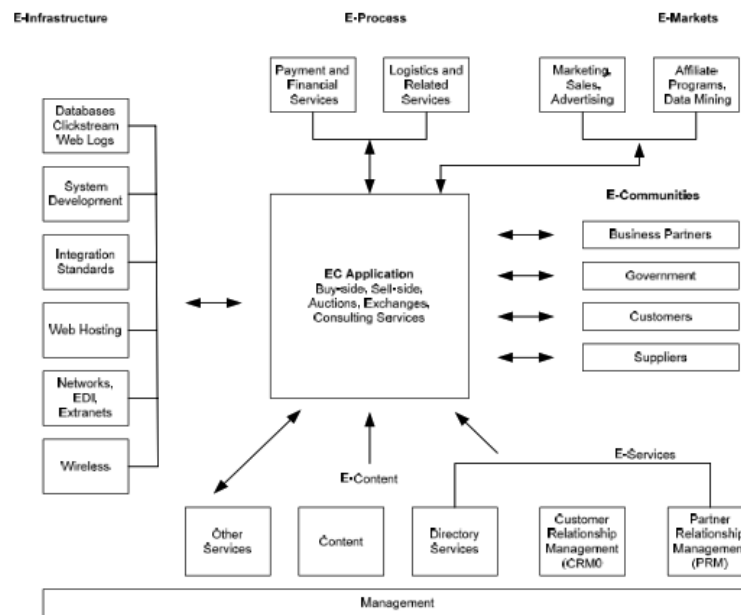 E-Infrastructure
E-Process
E-Markets
Payment and
Financial
Services
Logistics and
Related
Services
Marketing,
Sales,
Advertising
Affiliate
Programs,
Data Mining
Databases
Clickstream
Web Logs
System
Development
Integration
Standards
Web Hosting
Networks,
EDI,
Extranets
Wireless
EC Application
Buy-side, Sell-side,
Auctions, Exchanges,
Consulting Services
E-Communities
Business Partners
Government
Customers
Suppliers
E-Content
E-Services
Other
Services
Content
Directory
Services
Customer
Relationship
Management
(CRM0
Partner
Relationship
Management
(PRM)
Management